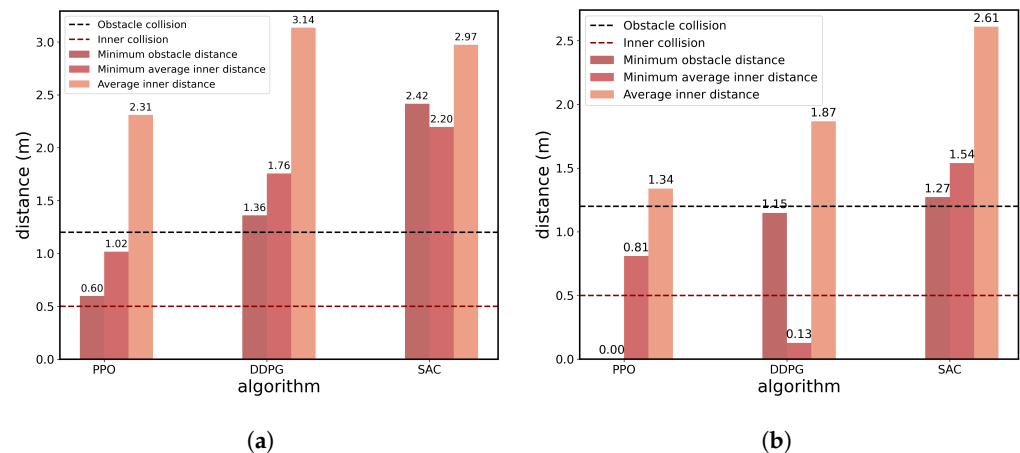 Obstacle collision
Inner collision
Minimum obstacle distance
Minimum average inner distance
Average inner distance
distance (m)
3.0
2.5
2.0
1.5
1.0
0.5
0.0
0.60
1.02
2.31
1.36
1.76
3.14
2.42
2.20
2.97
PPO
DDPG
SAC
algorithm
(a)
Obstacle collision
Inner collision
Minimum obstacle distance
Minimum average inner distance
Average inner distance
distance (m)
2.5
2.0
1.5
1.0
0.5
0.0
0.00
0.81
1.34
1.15
0.13
1.87
1.27
1.54
2.61
PPO
DDPG
SAC
algorithm
(b)